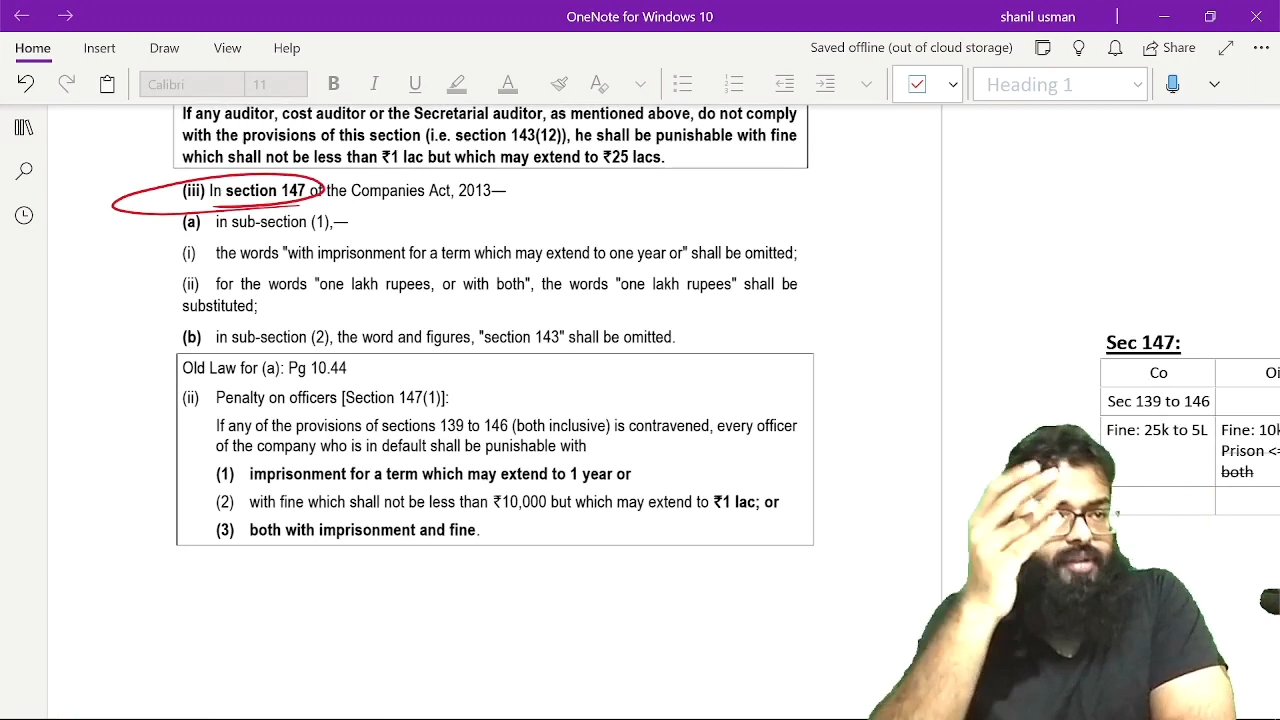 OneNote for Windows 10
shanil usman
Home Insert Draw View Help
Saved offline (out of cloud storage)
Share
Calibri 11
B I U A
Heading 1
If any auditor, cost auditor or the Secretarial auditor, as mentioned above, do not comply
with the provisions of this section (i.e. section 143(12)), he shall be punishable with fine
which shall not be less than ₹1 lac but which may extend to ₹25 lacs.
(iii) In section 147 of the Companies Act, 2013—
(a) in sub-section (1),—
(i) the words "with imprisonment for a term which may extend to one year or" shall be omitted;
(ii) for the words "one lakh rupees, or with both", the words "one lakh rupees" shall be
substituted;
(b) in sub-section (2), the word and figures, "section 143" shall be omitted.
Old Law for (a): Pg 10.44
(ii) Penalty on officers [Section 147(1)]:
If any of the provisions of sections 139 to 146 (both inclusive) is contravened, every officer
of the company who is in default shall be punishable with
(1) imprisonment for a term which may extend to 1 year or
(2) with fine which shall not be less than ₹10,000 but which may extend to ₹1 lac; or
(3) both with imprisonment and fine.
Sec 147:
Co
Sec 139 to 146
Fine: 25k to 5L
Fine: 10k
Prison <=
both